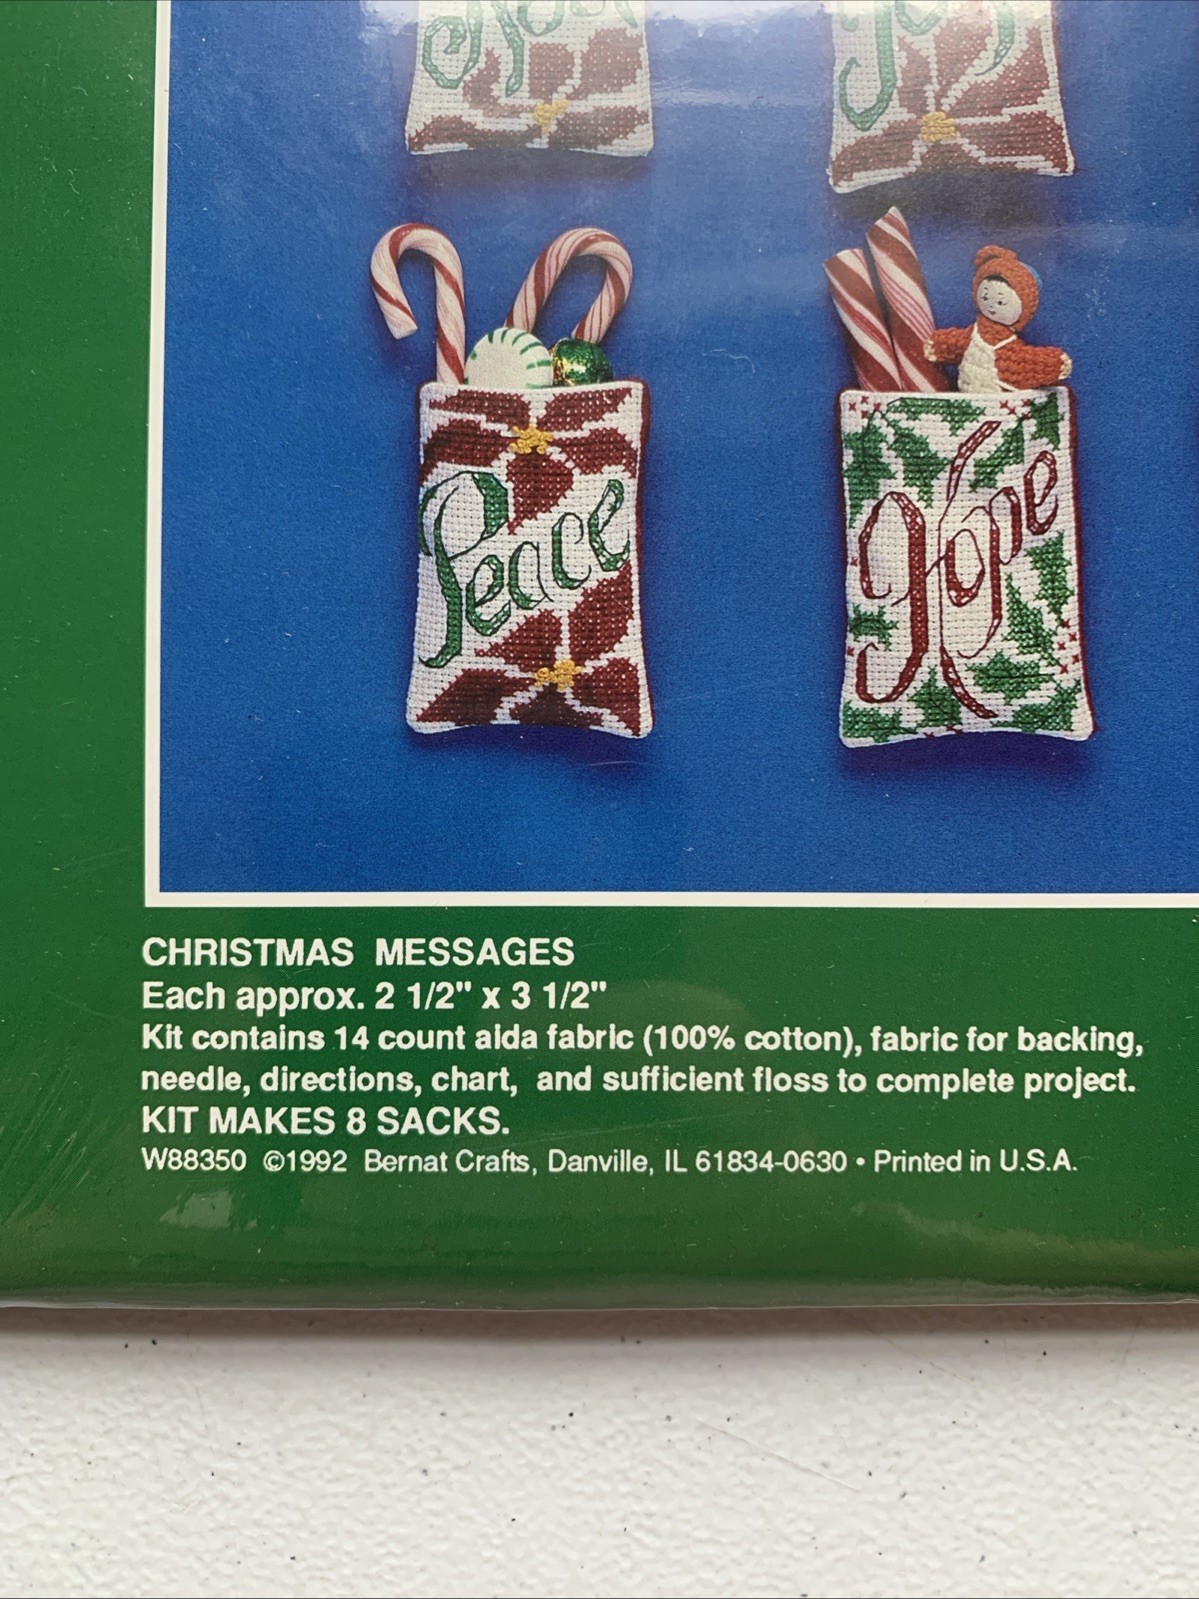 Joy
Peace
Hope
CHRISTMAS MESSAGES
Each approx. 2 1/2" x 3 1/2"
Kit contains 14 count aida fabric (100% cotton), fabric for backing,
needle, directions, chart, and sufficient floss to complete project.
KIT MAKES 8 SACKS.
W88350 ©1992 Bernat Crafts, Danville, IL 61834-0630 • Printed in U.S.A.